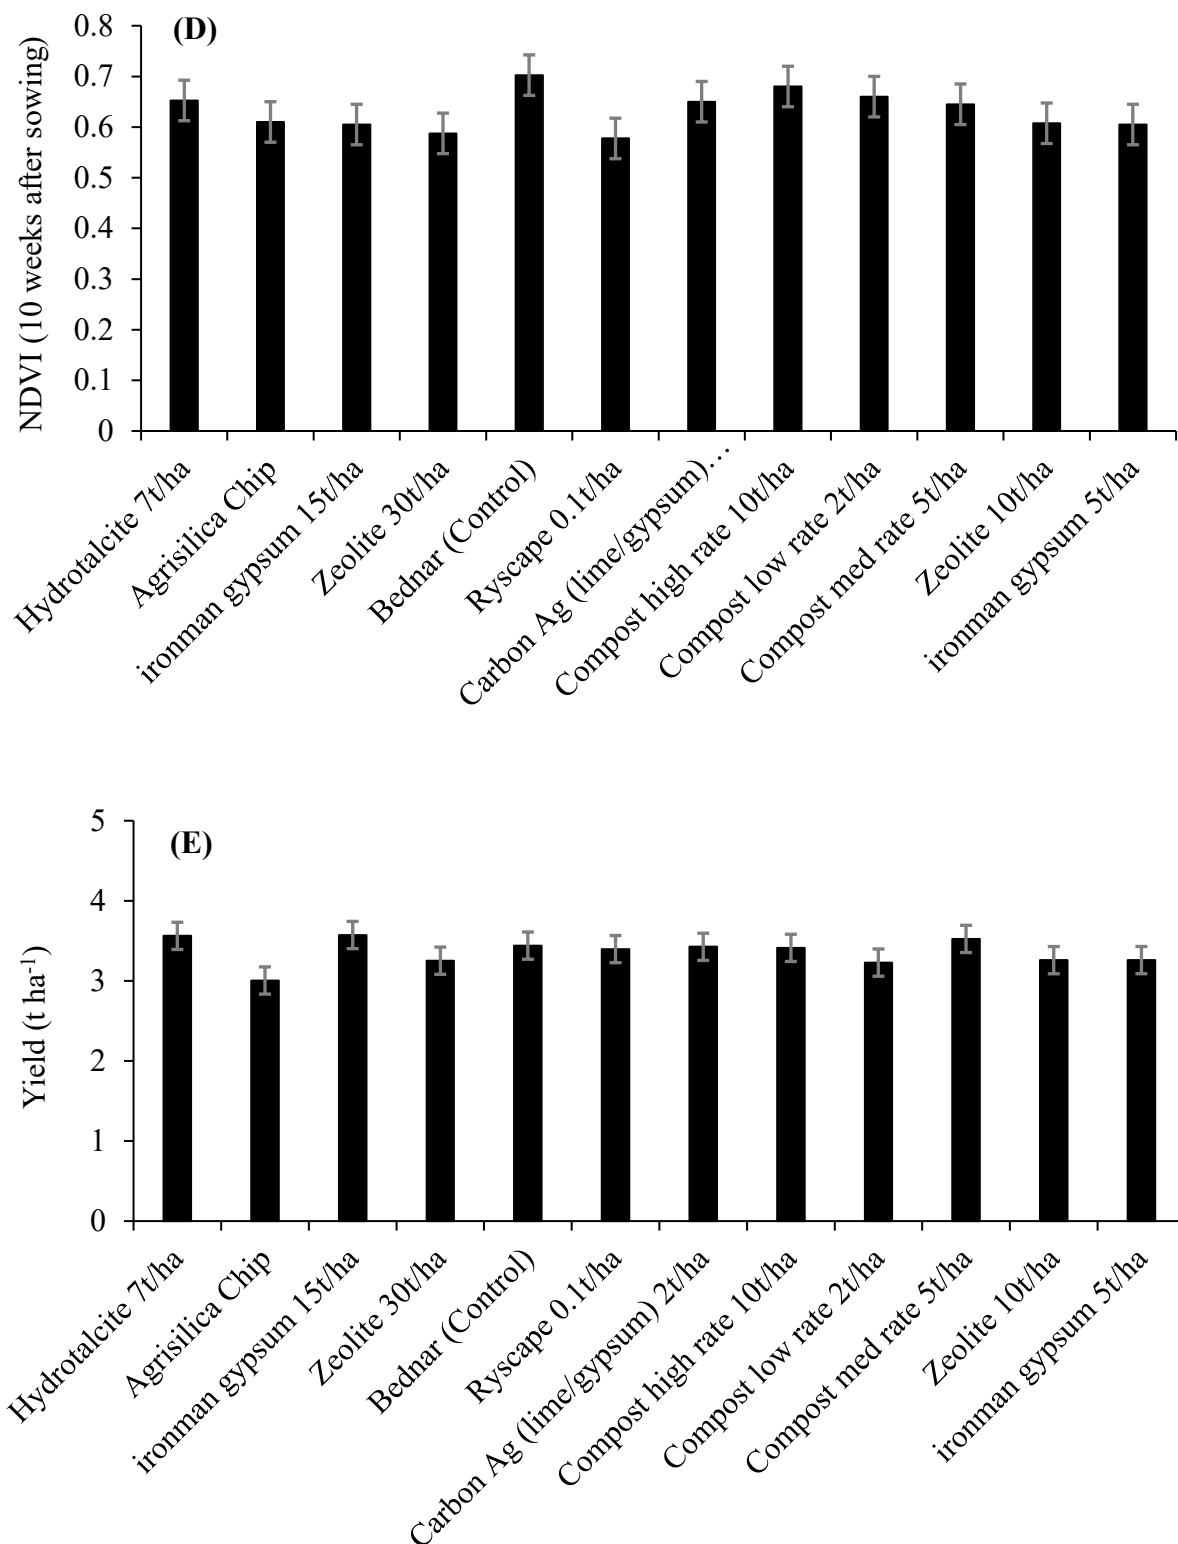 (D)
NDVI (10 weeks after sowing)
0.8
0.7
0.6
0.5
0.4
0.3
0.2
0.1
0
Hydrotalcite 7t/ha
Agrisilica Chip
ironman gypsum 15t/ha
Zeolite 30t/ha
Bednar (Control)
Ryscape 0.1t/ha
Carbon Ag (lime/gypsum)…
Compost high rate 10t/ha
Compost low rate 2t/ha
Compost med rate 5t/ha
Zeolite 10t/ha
ironman gypsum 5t/ha
(E)
Yield (t ha-1)
5
4
3
2
1
0
Hydrotalcite 7t/ha
Agrisilica Chip
ironman gypsum 15t/ha
Zeolite 30t/ha
Bednar (Control)
Ryscape 0.1t/ha
Carbon Ag (lime/gypsum) 2t/ha
Compost high rate 10t/ha
Compost low rate 2t/ha
Compost med rate 5t/ha
Zeolite 10t/ha
ironman gypsum 5t/ha